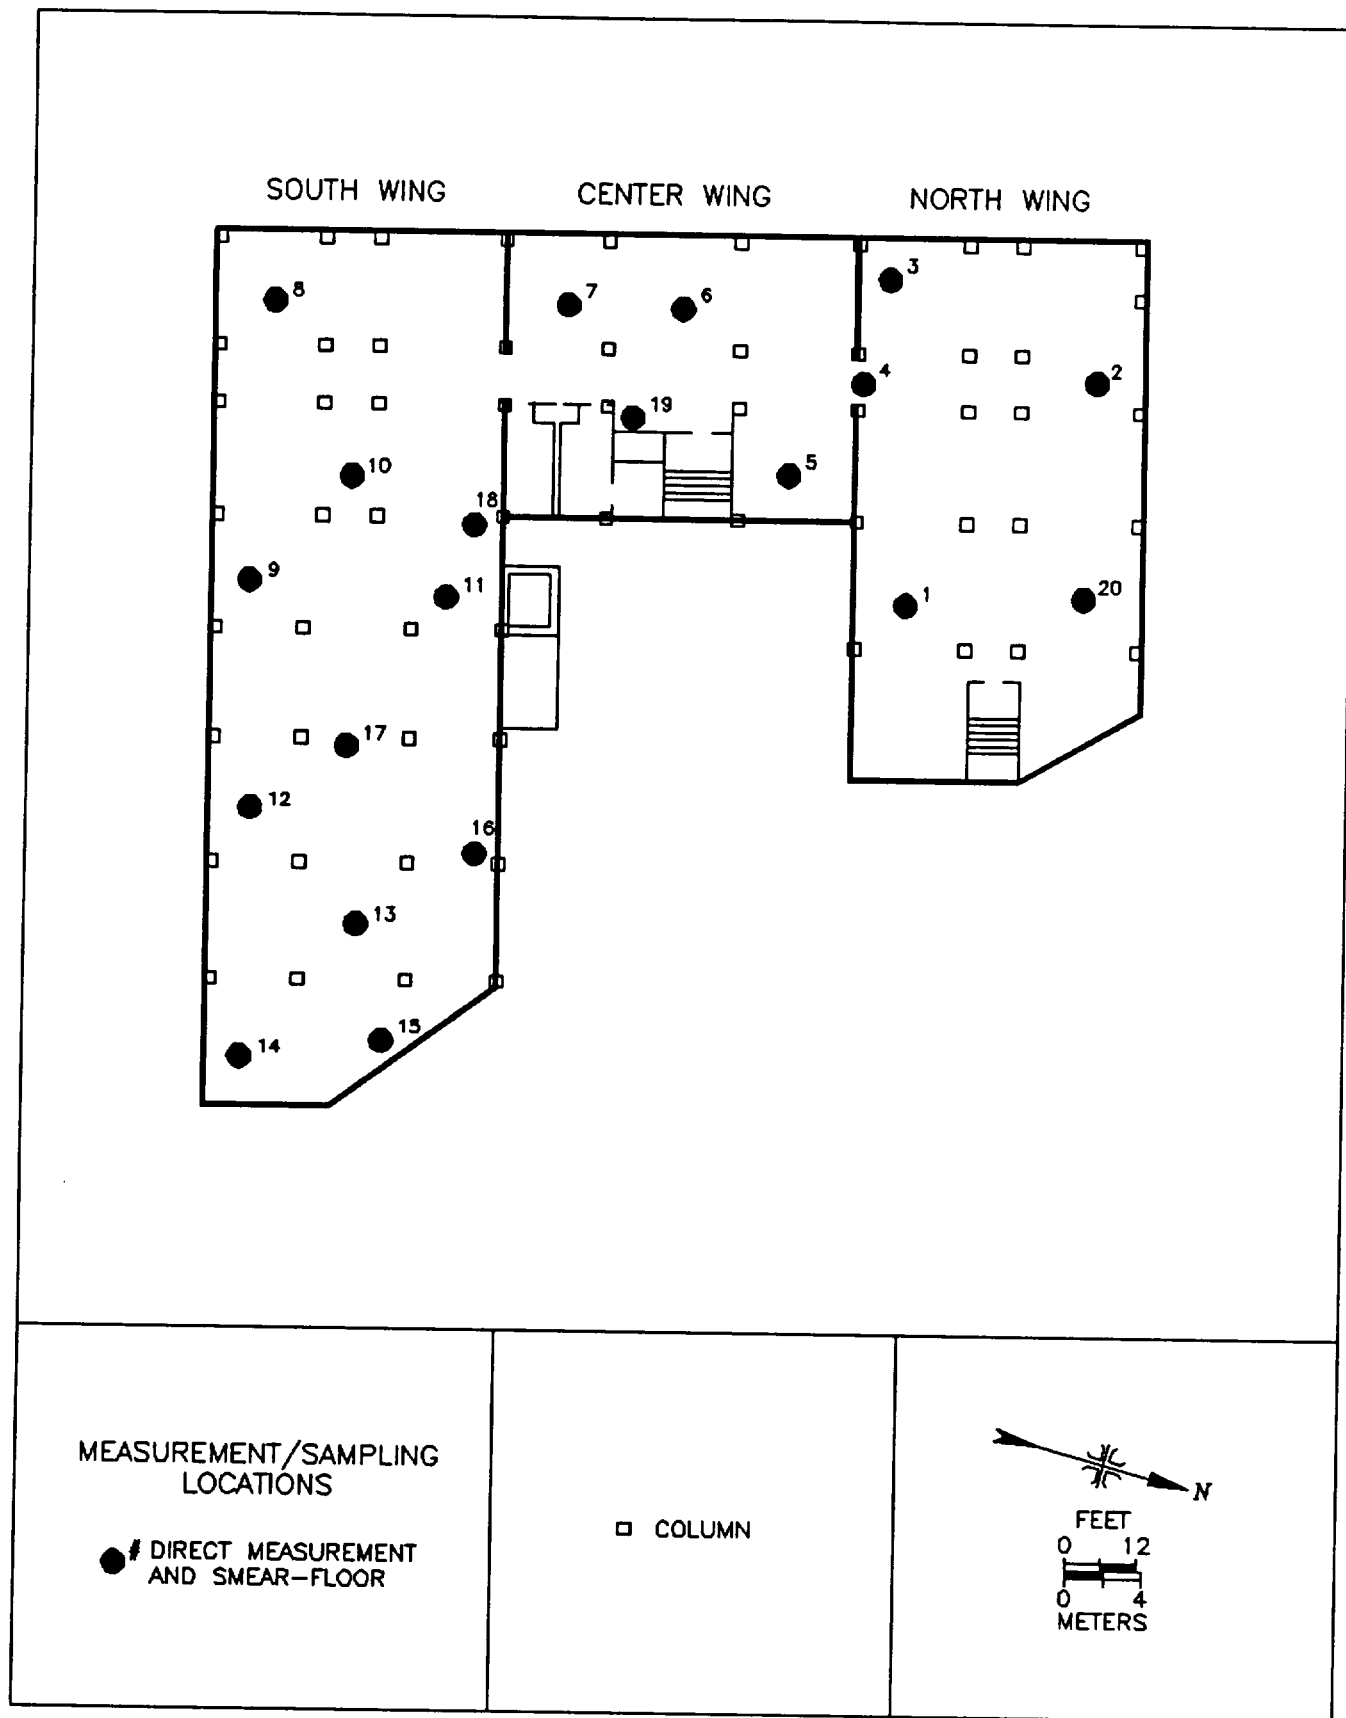 SOUTH WING
CENTER WING
NORTH WING
3
8
7
6
4
2
19
10
5
18
9
11
1
20
17
12
16
13
14
15
MEASUREMENT/SAMPLING
LOCATIONS
# DIRECT MEASUREMENT
AND SMEAR-FLOOR
COLUMN
N
FEET
0 12
0 4
METERS